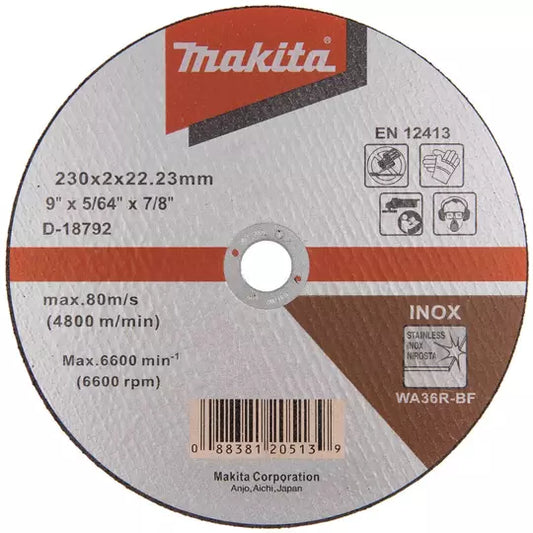 Makita
EN 12413
230x2x22.23mm
9" x 5/64" x 7/8"
D-18792
max.80m/s
(4800 m/min)
Max.6600 min⁻¹
(6600 rpm)
INOX
STAINLESS
INOX
NIROSTA
WA36R-BF
0 88381 20513 9
Makita Corporation
Anjo,Aichi,Japan